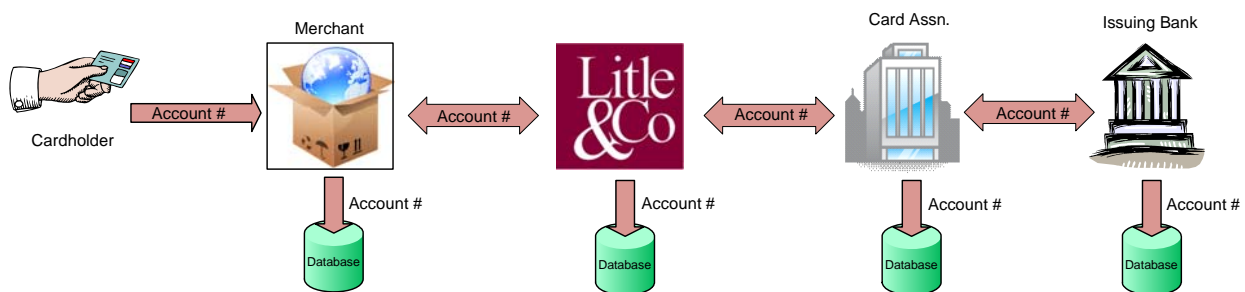 Merchant
Card Assn.
Issuing Bank
Litle
&Co
Account #
Account #
Account #
Account #
Cardholder
Account #
Account #
Account #
Account #
Database
Database
Database
Database